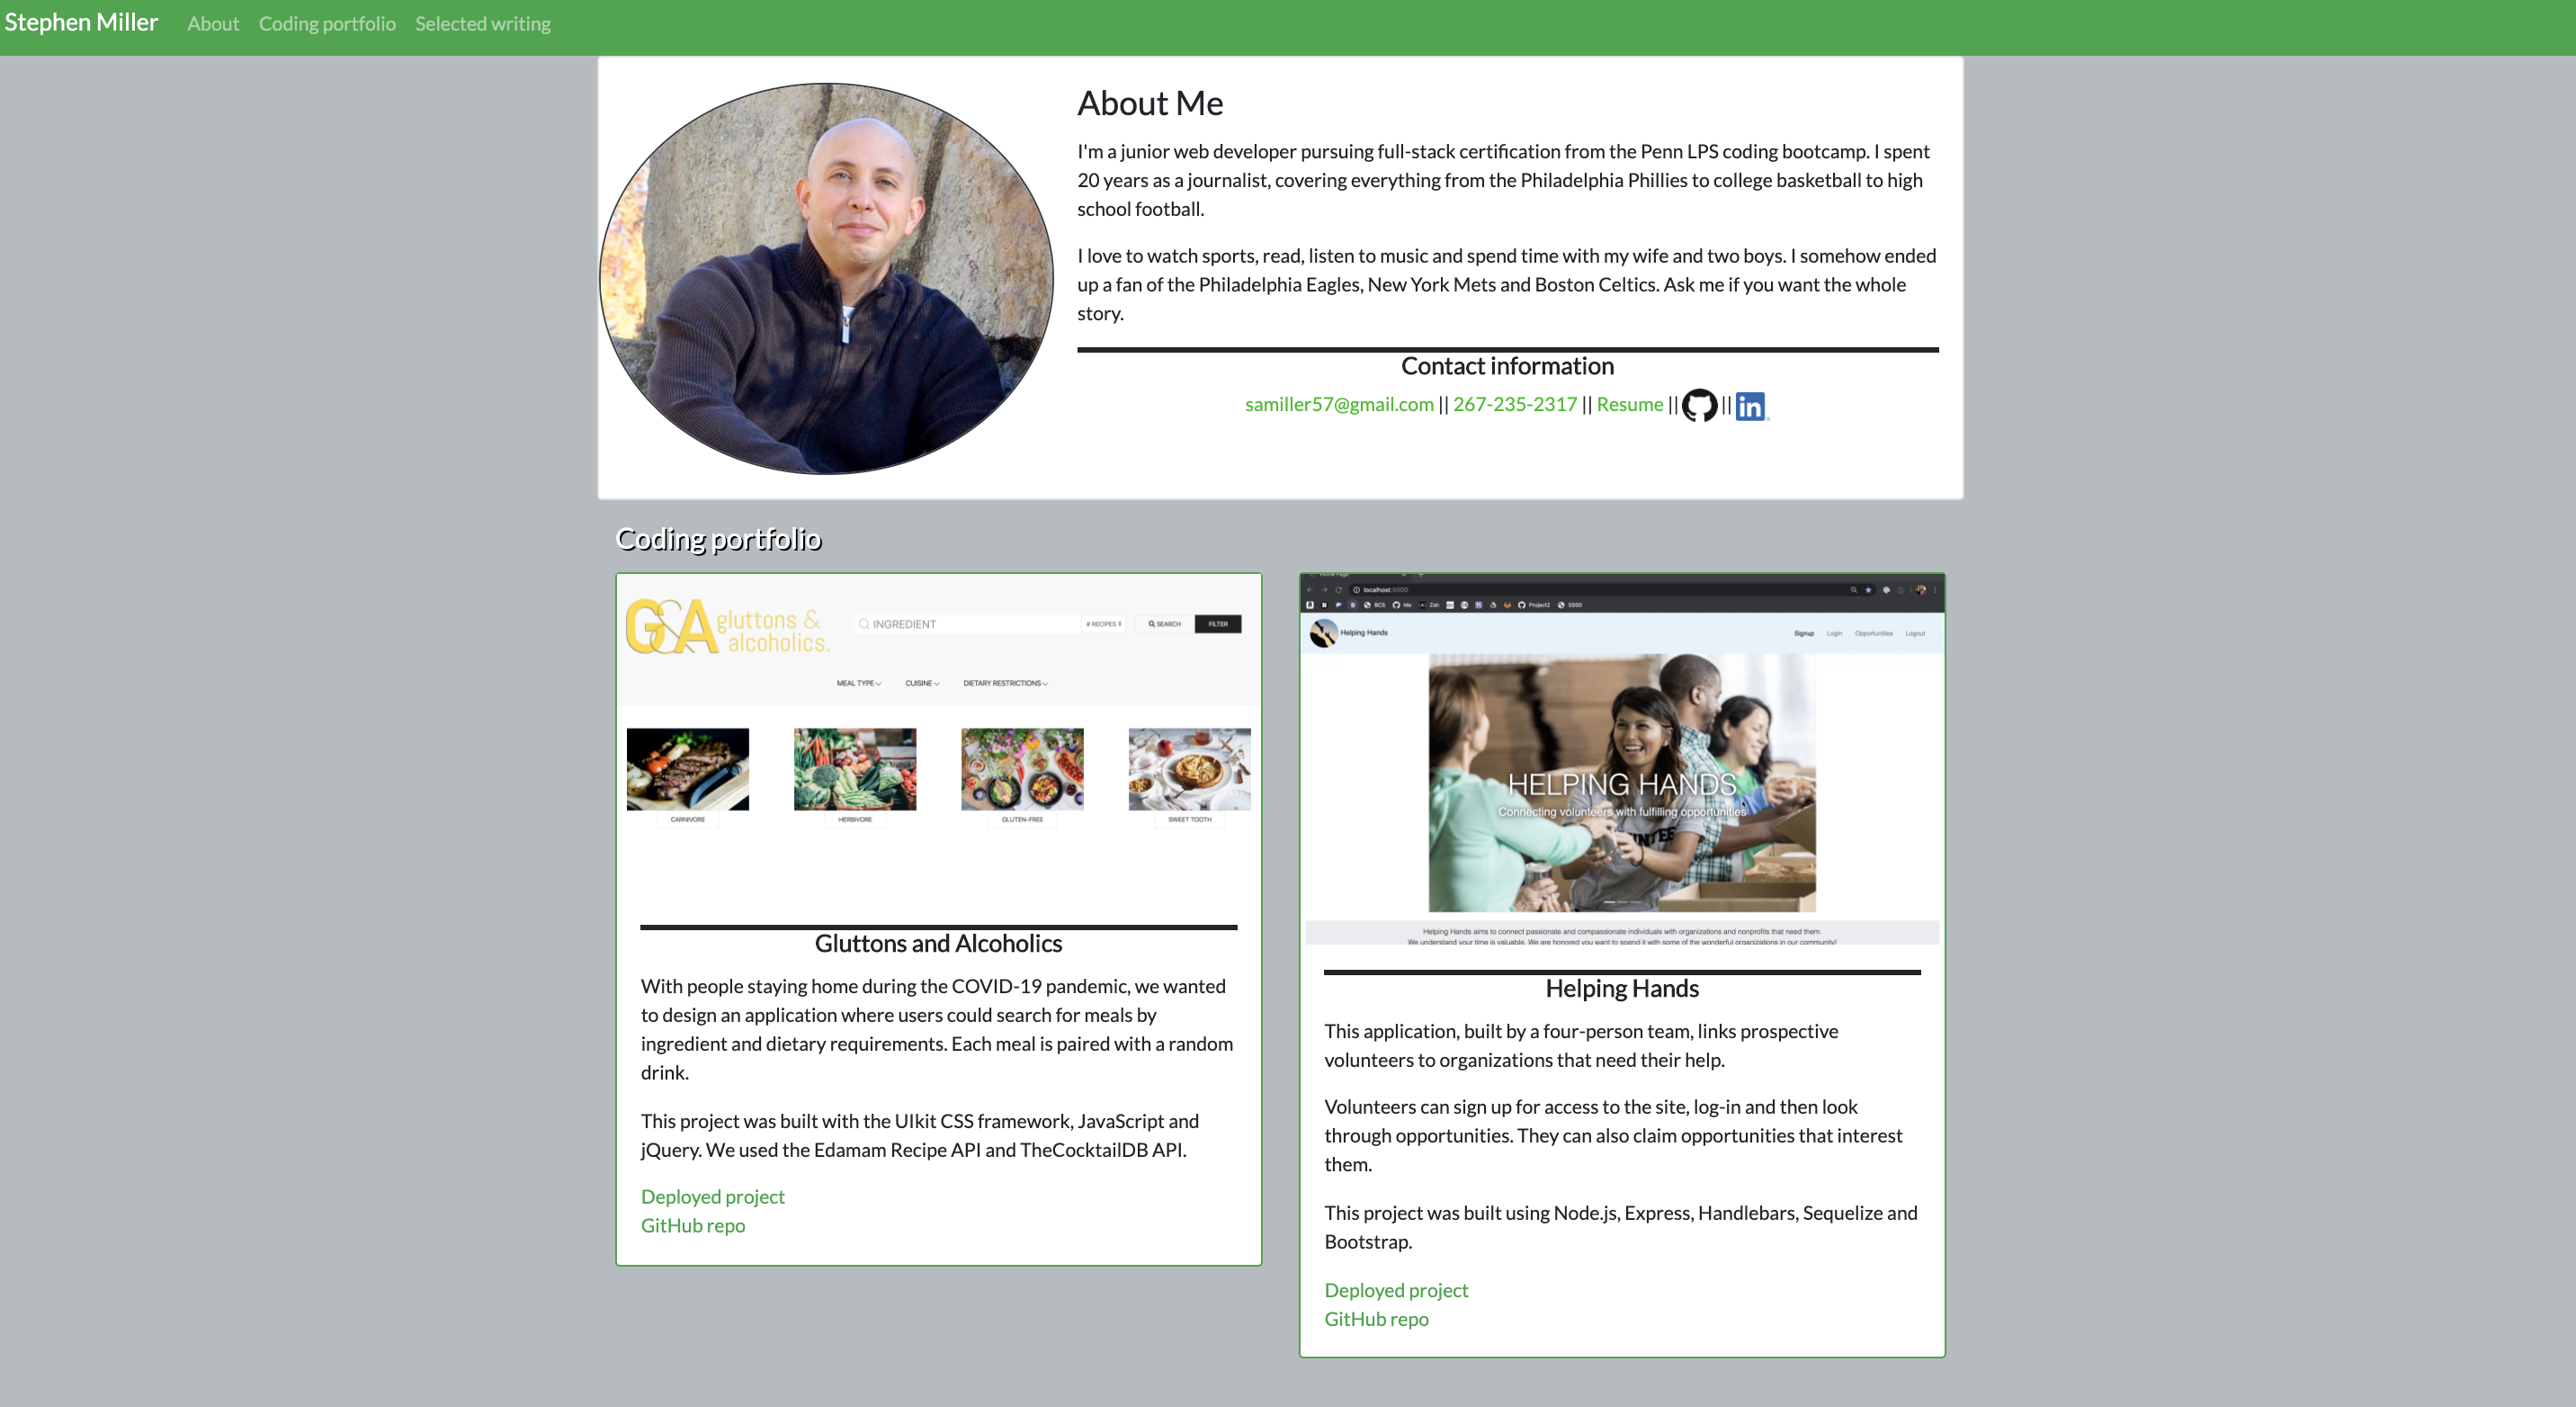 Stephen Miller About Coding portfolio Selected writing
About Me
I'm a junior web developer pursuing full-stack certification from the Penn LPS coding bootcamp. I spent
20 years as a journalist, covering everything from the Philadelphia Phillies to college basketball to high
school football.
I love to watch sports, read, listen to music and spend time with my wife and two boys. I somehow ended
up a fan of the Philadelphia Eagles, New York Mets and Boston Celtics. Ask me if you want the whole
story.
Contact information
samiller57@gmail.com || 267-235-2317 || Resume || || in
Coding portfolio
G&A gluttons &
alcoholics.
INGREDIENT # RECIPES SEARCH FILTER
MEAL TYPE CUISINE DIETARY RESTRICTIONS
CARNIVORE HERBIVORE GLUTEN-FREE SWEET TOOTH
Gluttons and Alcoholics
With people staying home during the COVID-19 pandemic, we wanted
to design an application where users could search for meals by
ingredient and dietary requirements. Each meal is paired with a random
drink.
This project was built with the UIkit CSS framework, JavaScript and
jQuery. We used the Edamam Recipe API and TheCocktailDB API.
Deployed project
GitHub repo
localhost:5000
BCS Me Zsh Project2 5000
Helping Hands Signup Login Opportunities Logout
HELPING HANDS
Connecting volunteers with fulfilling opportunities
Helping Hands aims to connect passionate and compassionate individuals with organizations and nonprofits that need them.
We understand your time is valuable. We are honored you want to spend it with some of the wonderful organizations in our community!
Helping Hands
This application, built by a four-person team, links prospective
volunteers to organizations that need their help.
Volunteers can sign up for access to the site, log-in and then look
through opportunities. They can also claim opportunities that interest
them.
This project was built using Node.js, Express, Handlebars, Sequelize and
Bootstrap.
Deployed project
GitHub repo